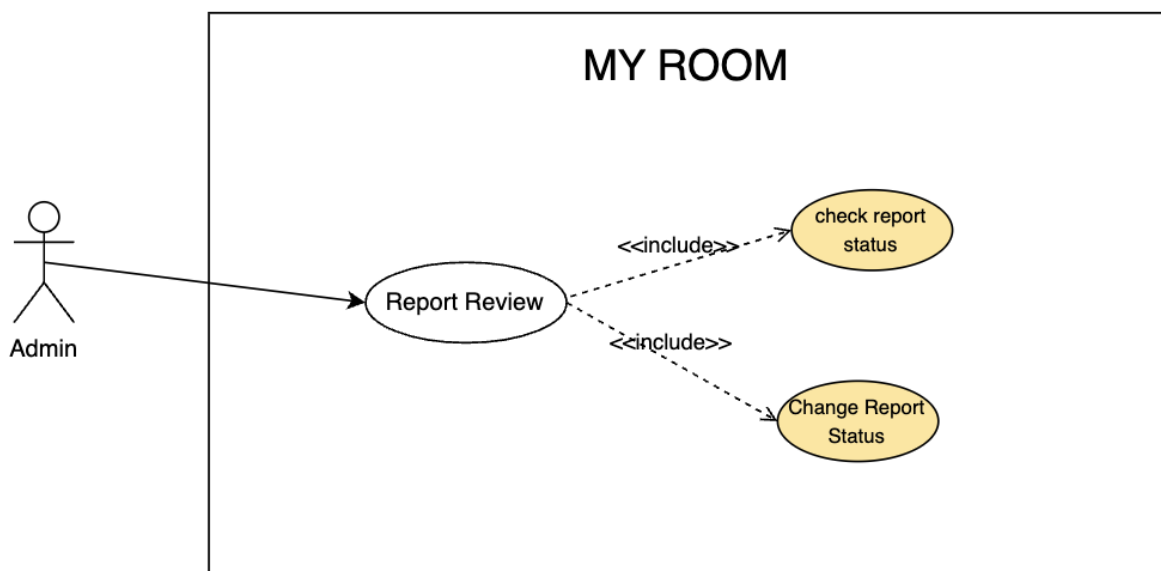 MY ROOM
check report
status
<<include>>
Report Review
<<include>>
Admin
Change Report
Status